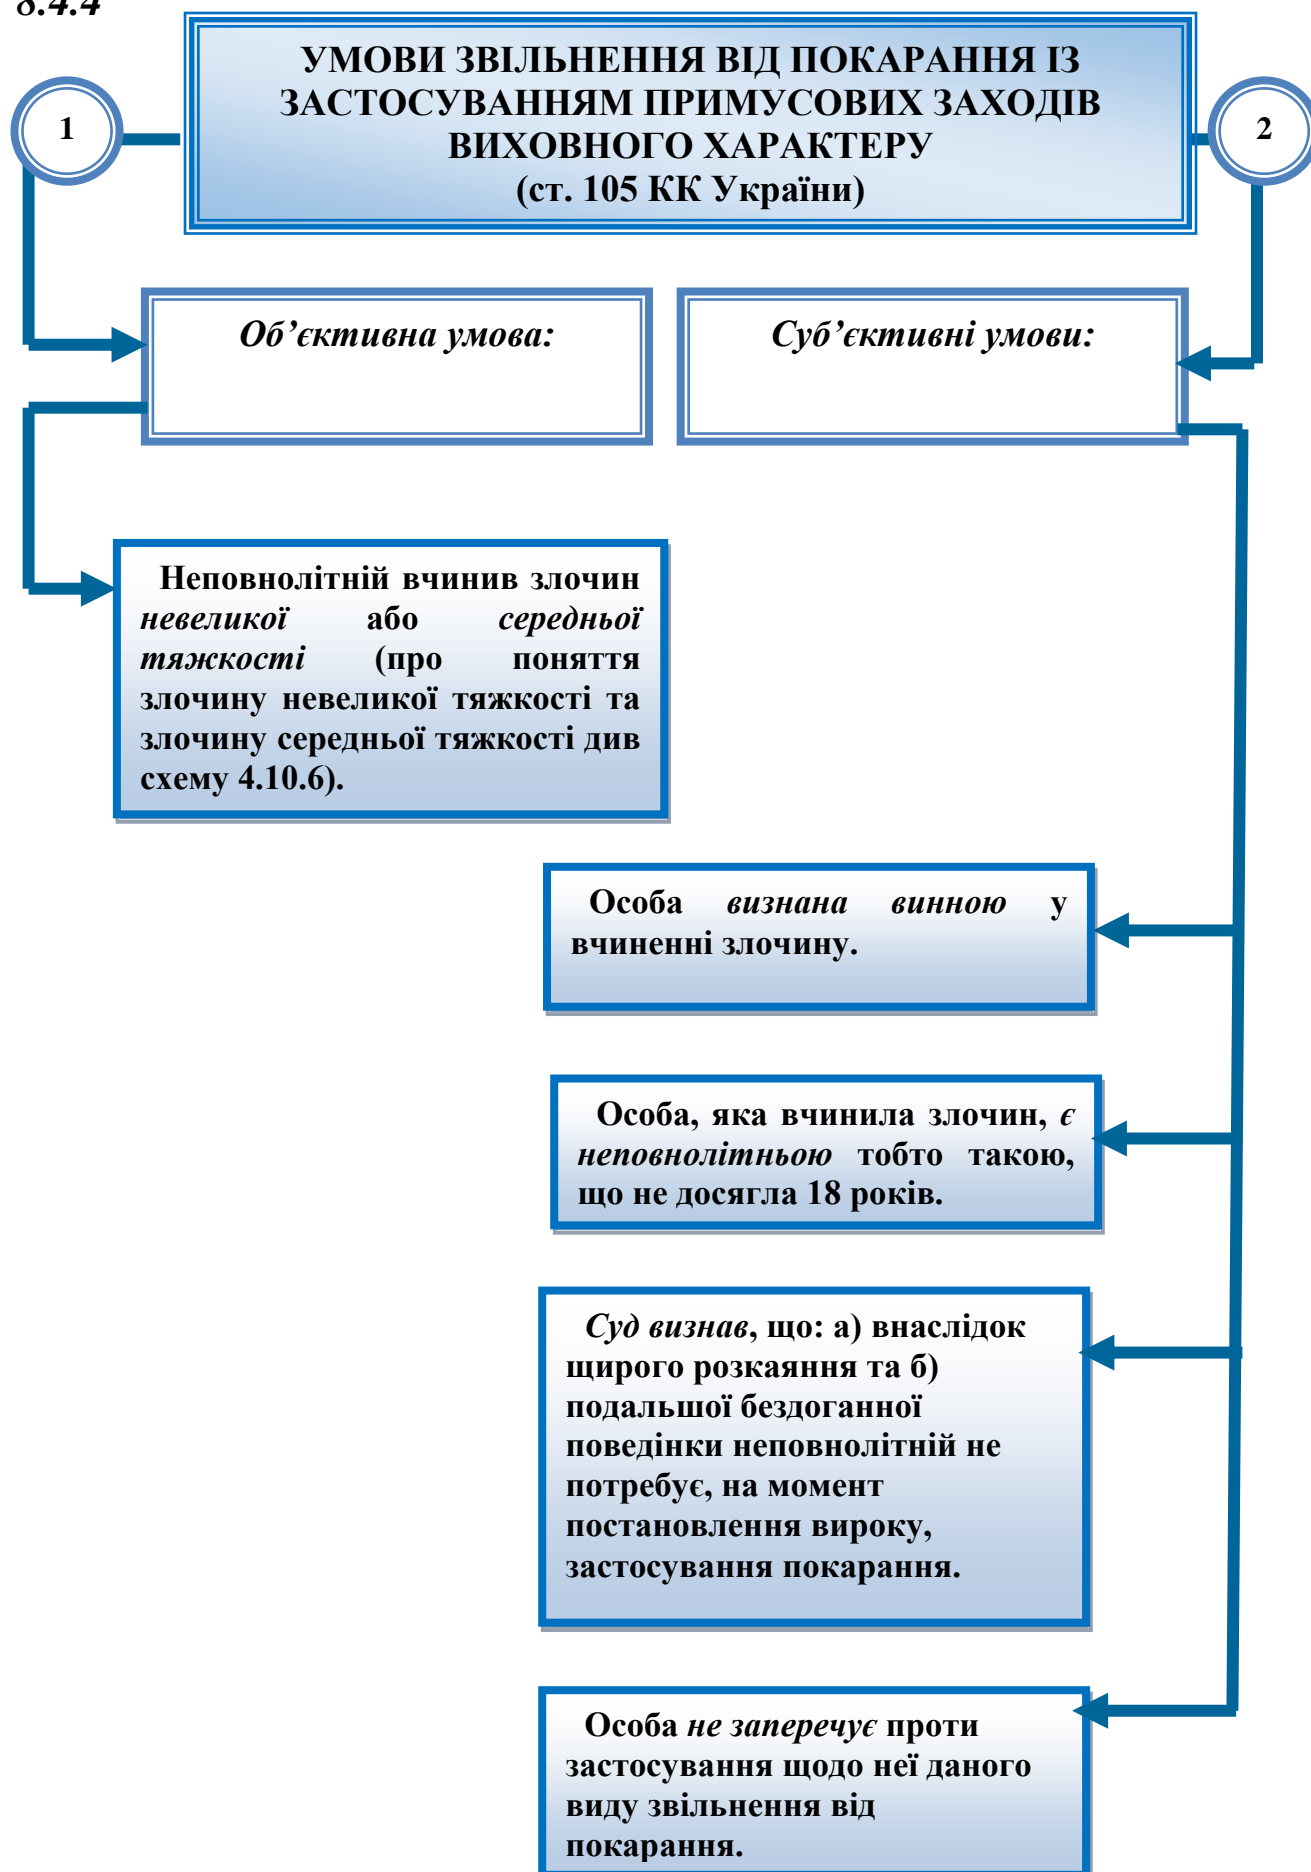 8.4.4
УМОВИ ЗВІЛЬНЕННЯ ВІД ПОКАРАННЯ ІЗ
ЗАСТОСУВАННЯМ ПРИМУСОВИХ ЗАХОДІВ
ВИХОВНОГО ХАРАКТЕРУ
(ст. 105 КК України)
1
2
Об’єктивна умова:
Суб’єктивні умови:
Неповнолітній вчинив злочин
невеликої або середньої
тяжкості (про поняття
злочину невеликої тяжкості та
злочину середньої тяжкості див
схему 4.10.6).
Особа визнана винною у
вчиненні злочину.
Особа, яка вчинила злочин, є
неповнолітньою тобто такою,
що не досягла 18 років.
Суд визнав, що: а) внаслідок
щирого розкаяння та б)
подальшої бездоганної
поведінки неповнолітній не
потребує, на момент
постановлення вироку,
застосування покарання.
Особа не заперечує проти
застосування щодо неї даного
виду звільнення від
покарання.